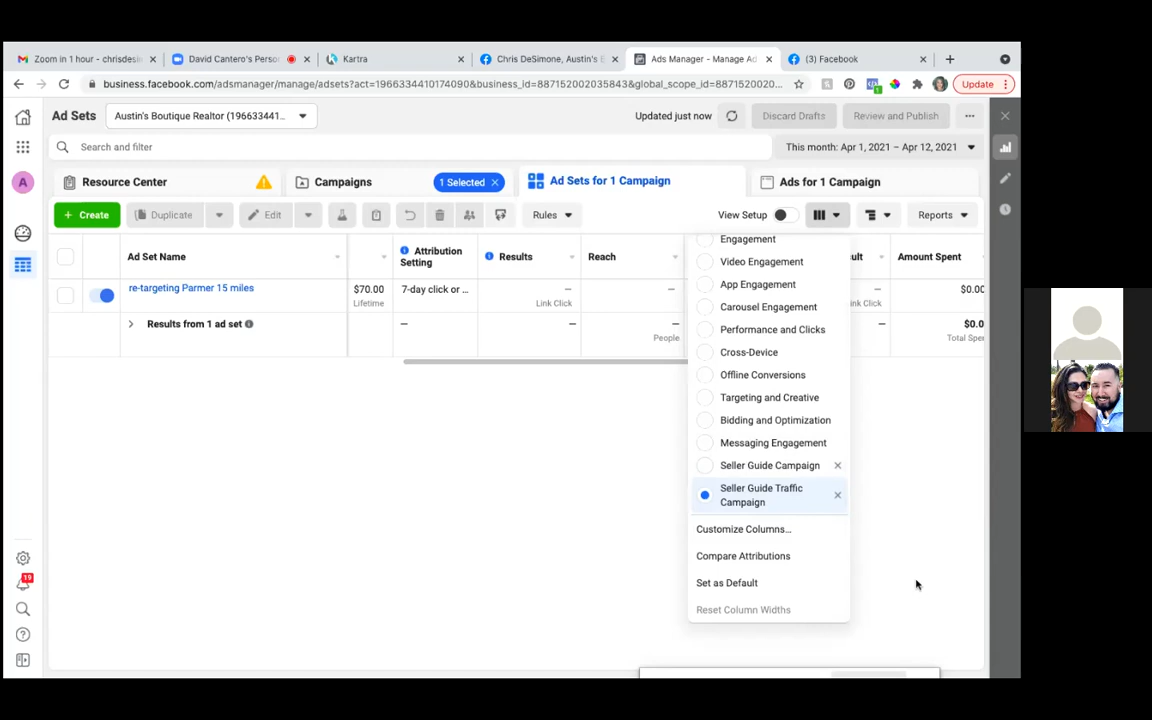 Zoom in 1 hour - chrisdesi
David Cantero's Perso
Kartra
Chris DeSimone, Austin's E
Ads Manager - Manage Ad
(3) Facebook
business.facebook.com/adsmanager/manage/adsets?act=1966334410174090&business_id=887152002035843&global_scope_id=8871520020...
Update
Ad Sets
Austin's Boutique Realtor (196633441...
Updated just now
Discard Drafts
Review and Publish
Search and filter
This month: Apr 1, 2021 – Apr 12, 2021
A
Resource Center
Campaigns
1 Selected
Ad Sets for 1 Campaign
Ads for 1 Campaign
+ Create
Duplicate
Edit
Rules
View Setup
Reports
Ad Set Name
Attribution
Setting
Results
Reach
ult
Amount Spent
re-targeting Parmer 15 miles
$70.00
Lifetime
7-day click or ...
—
Link Click
—
ink Click
$0.00
Results from 1 ad set
—
—
—
People
—
$0.0
Total Spe
Engagement
Video Engagement
App Engagement
Carousel Engagement
Performance and Clicks
Cross-Device
Offline Conversions
Targeting and Creative
Bidding and Optimization
Messaging Engagement
Seller Guide Campaign
Seller Guide Traffic
Campaign
Customize Columns...
Compare Attributions
Set as Default
Reset Column Widths
19